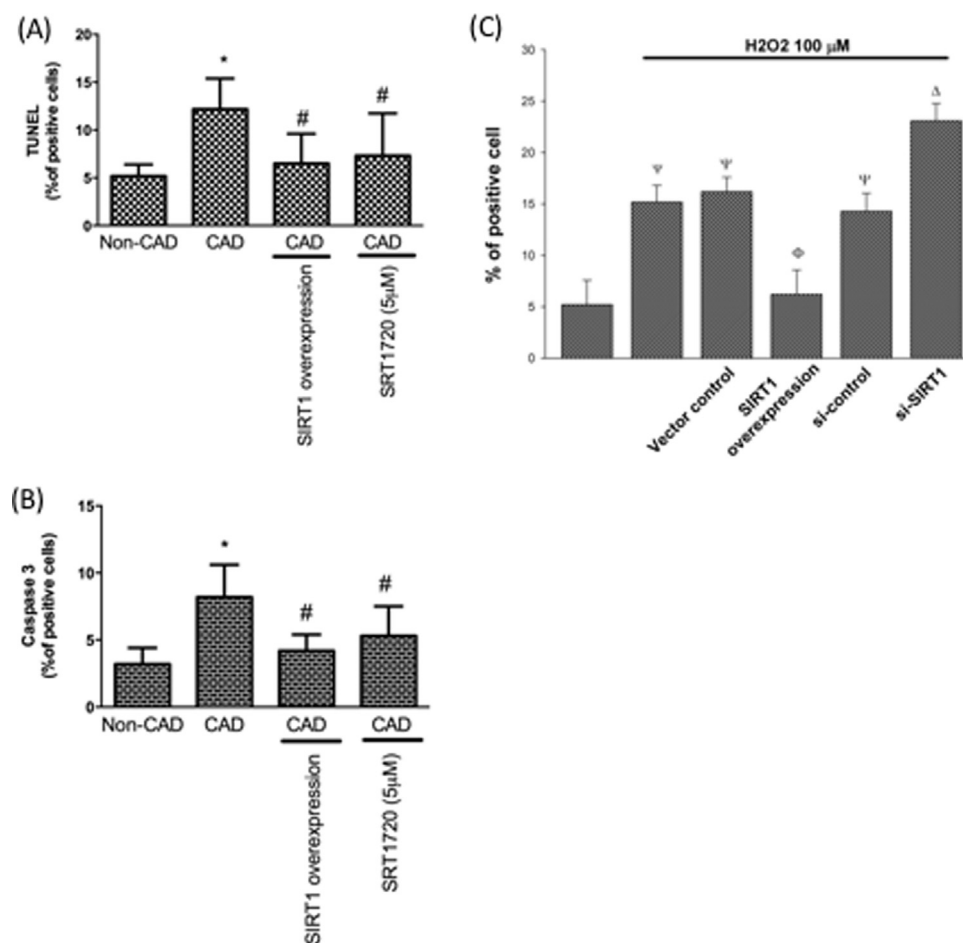 (A)
20
15
10
5
0
TUNEL
(%of positive cells)
*
#
#
Non-CAD CAD CAD CAD
SIRT1 overexpression
SRT1720 (5μM)
(B)
15
10
5
0
Caspase 3
(%of positive cells)
*
#
#
Non-CAD CAD CAD CAD
SIRT1 overexpression
SRT1720 (5μM)
(C)
H2O2 100 μM
30
25
20
15
10
5
0
% of positive cell
Ψ
Ψ
Φ
Ψ
Δ
Vector control
SIRT1
overexpression
si-control
si-SIRT1